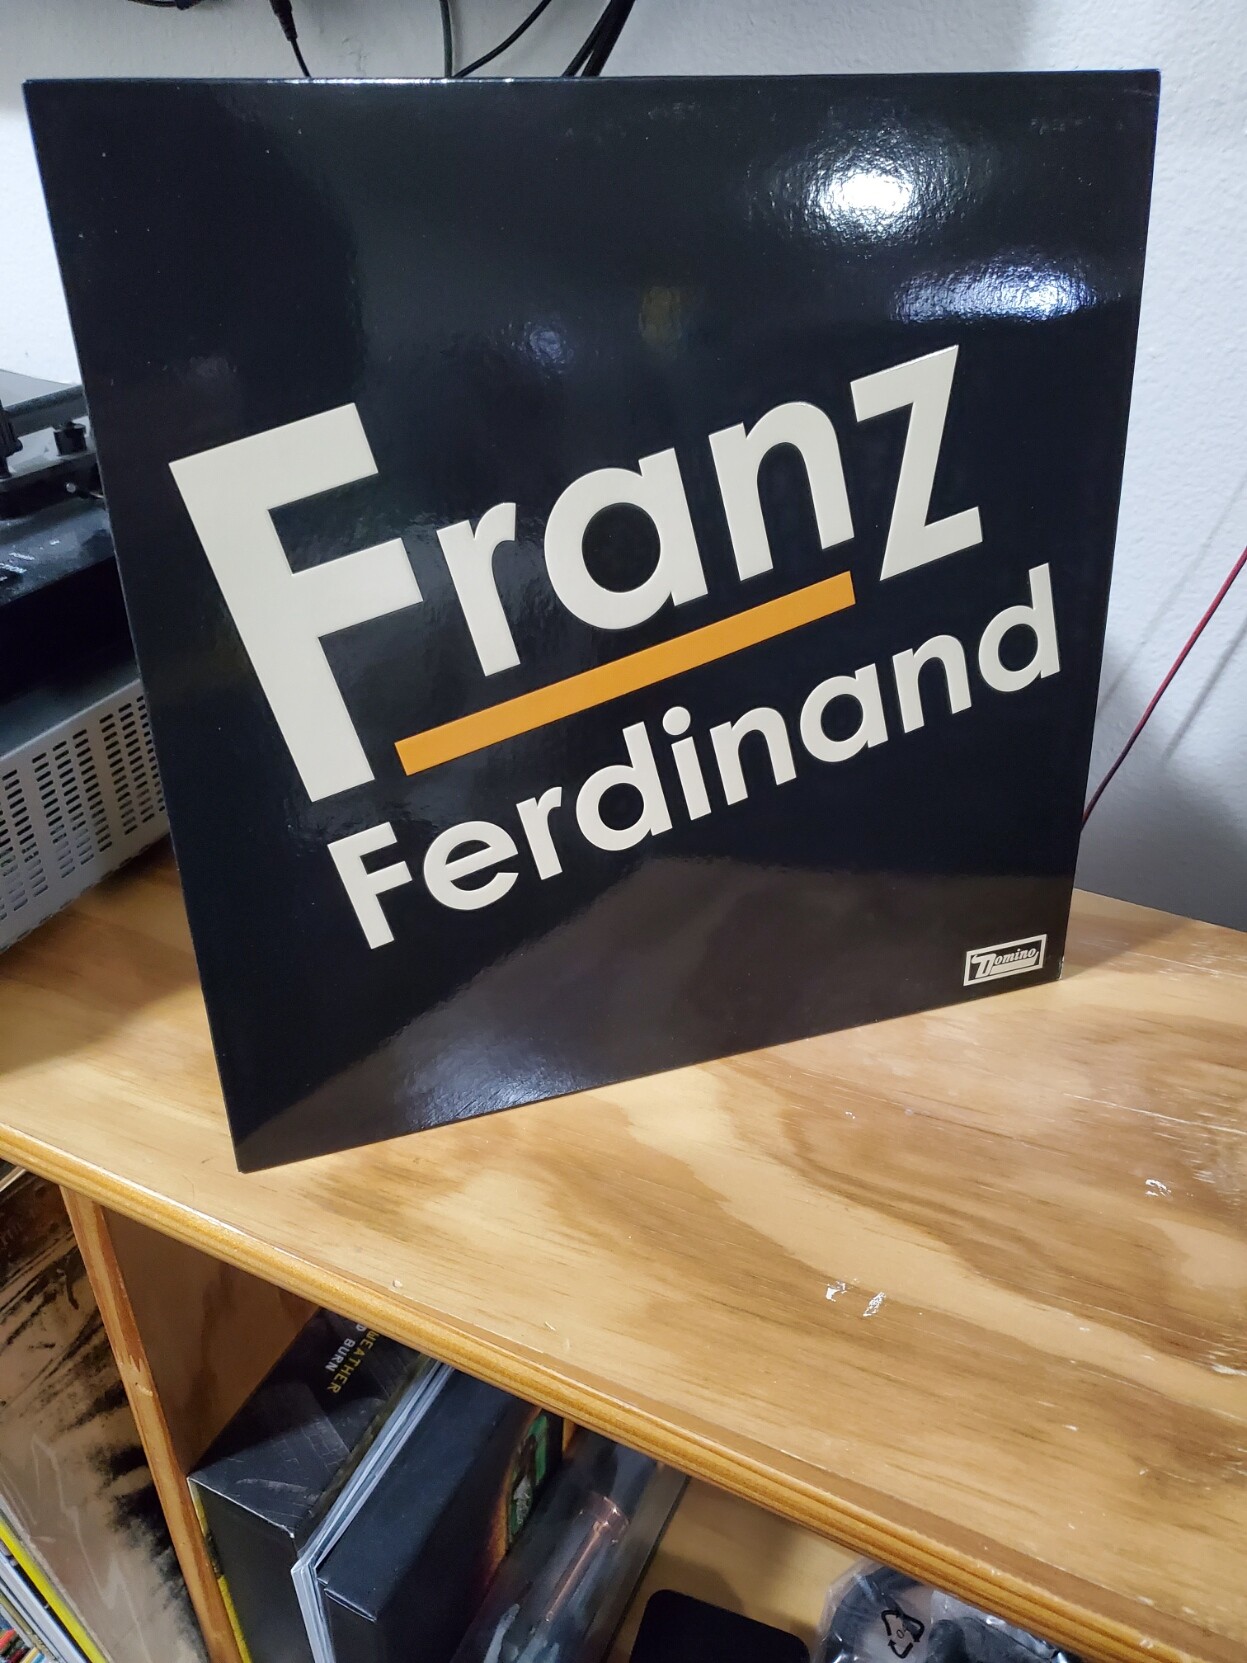 Franz
Ferdinand
Domino
WEATHER
D BURN